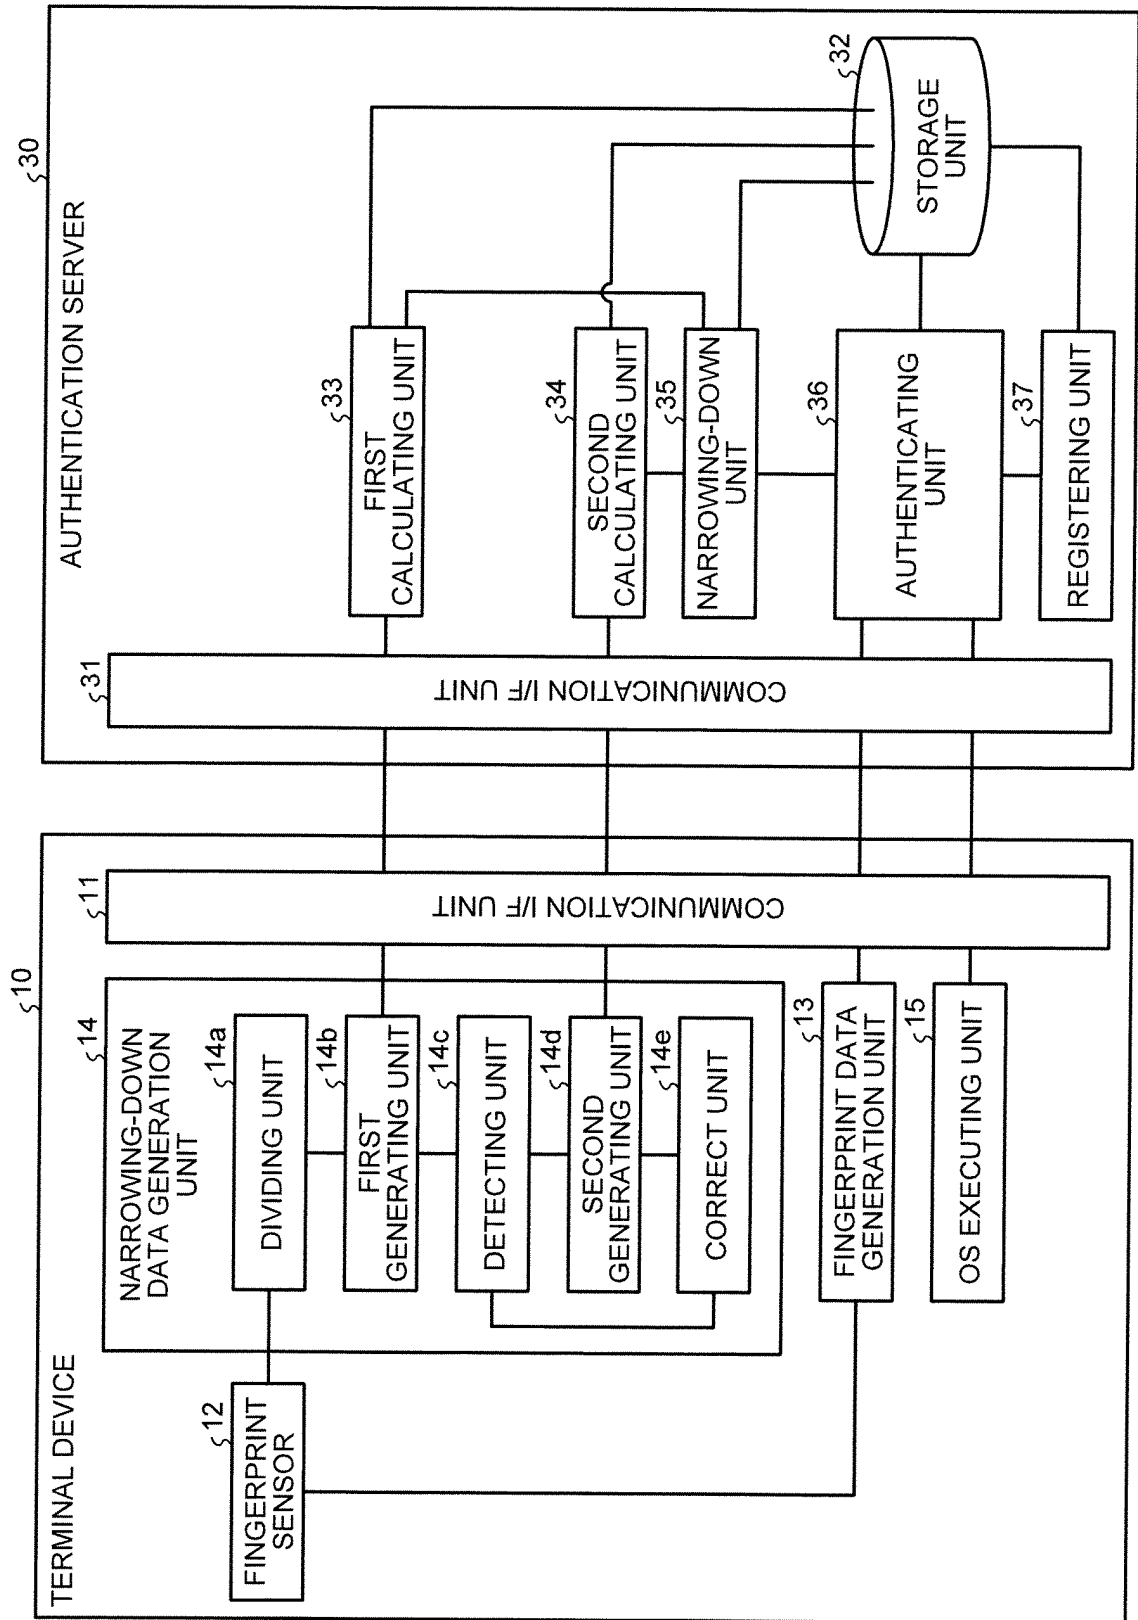 TERMINAL DEVICE
10
FINGERPRINT
SENSOR
12
NARROWING-DOWN
DATA GENERATION
UNIT
14
DIVIDING UNIT
14a
FIRST
GENERATING UNIT
14b
DETECTING UNIT
14c
SECOND
GENERATING UNIT
14d
CORRECT UNIT
14e
FINGERPRINT DATA
GENERATION UNIT
13
OS EXECUTING UNIT
15
COMMUNICATION I/F UNIT
11
AUTHENTICATION SERVER
30
COMMUNICATION I/F UNIT
31
FIRST
CALCULATING UNIT
33
SECOND
CALCULATING UNIT
34
NARROWING-DOWN
UNIT
35
AUTHENTICATING
UNIT
36
REGISTERING UNIT
37
STORAGE
UNIT
32